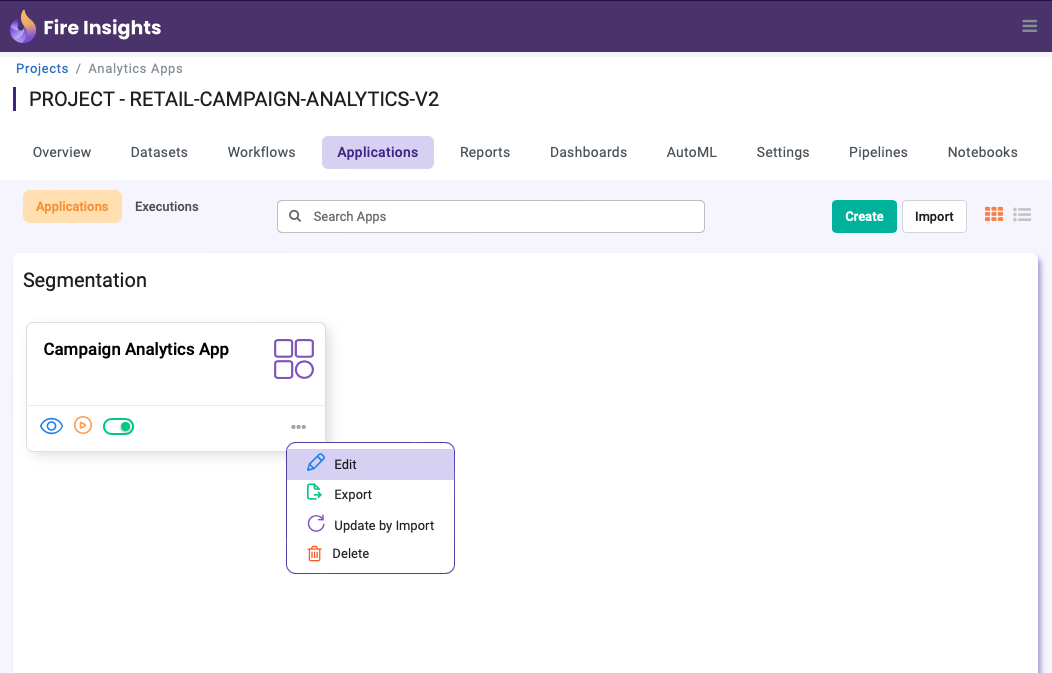 Fire Insights
Projects / Analytics Apps
PROJECT - RETAIL-CAMPAIGN-ANALYTICS-V2
Overview Datasets Workflows Applications Reports Dashboards AutoML Settings Pipelines Notebooks
Applications Executions Search Apps Create Import
Segmentation
Campaign Analytics App
Edit
Export
Update by Import
Delete